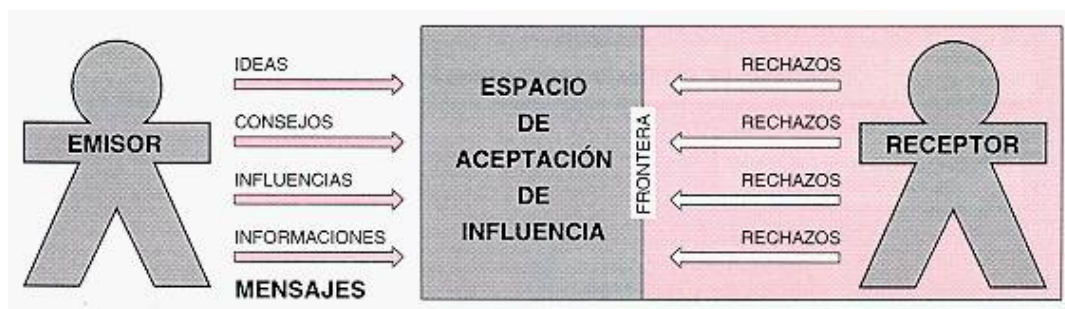 EMISOR
IDEAS
CONSEJOS
INFLUENCIAS
INFORMACIONES
MENSAJES
ESPACIO
DE
ACEPTACIÓN
DE
INFLUENCIA
FRONTERA
RECHAZOS
RECHAZOS
RECHAZOS
RECHAZOS
RECEPTOR